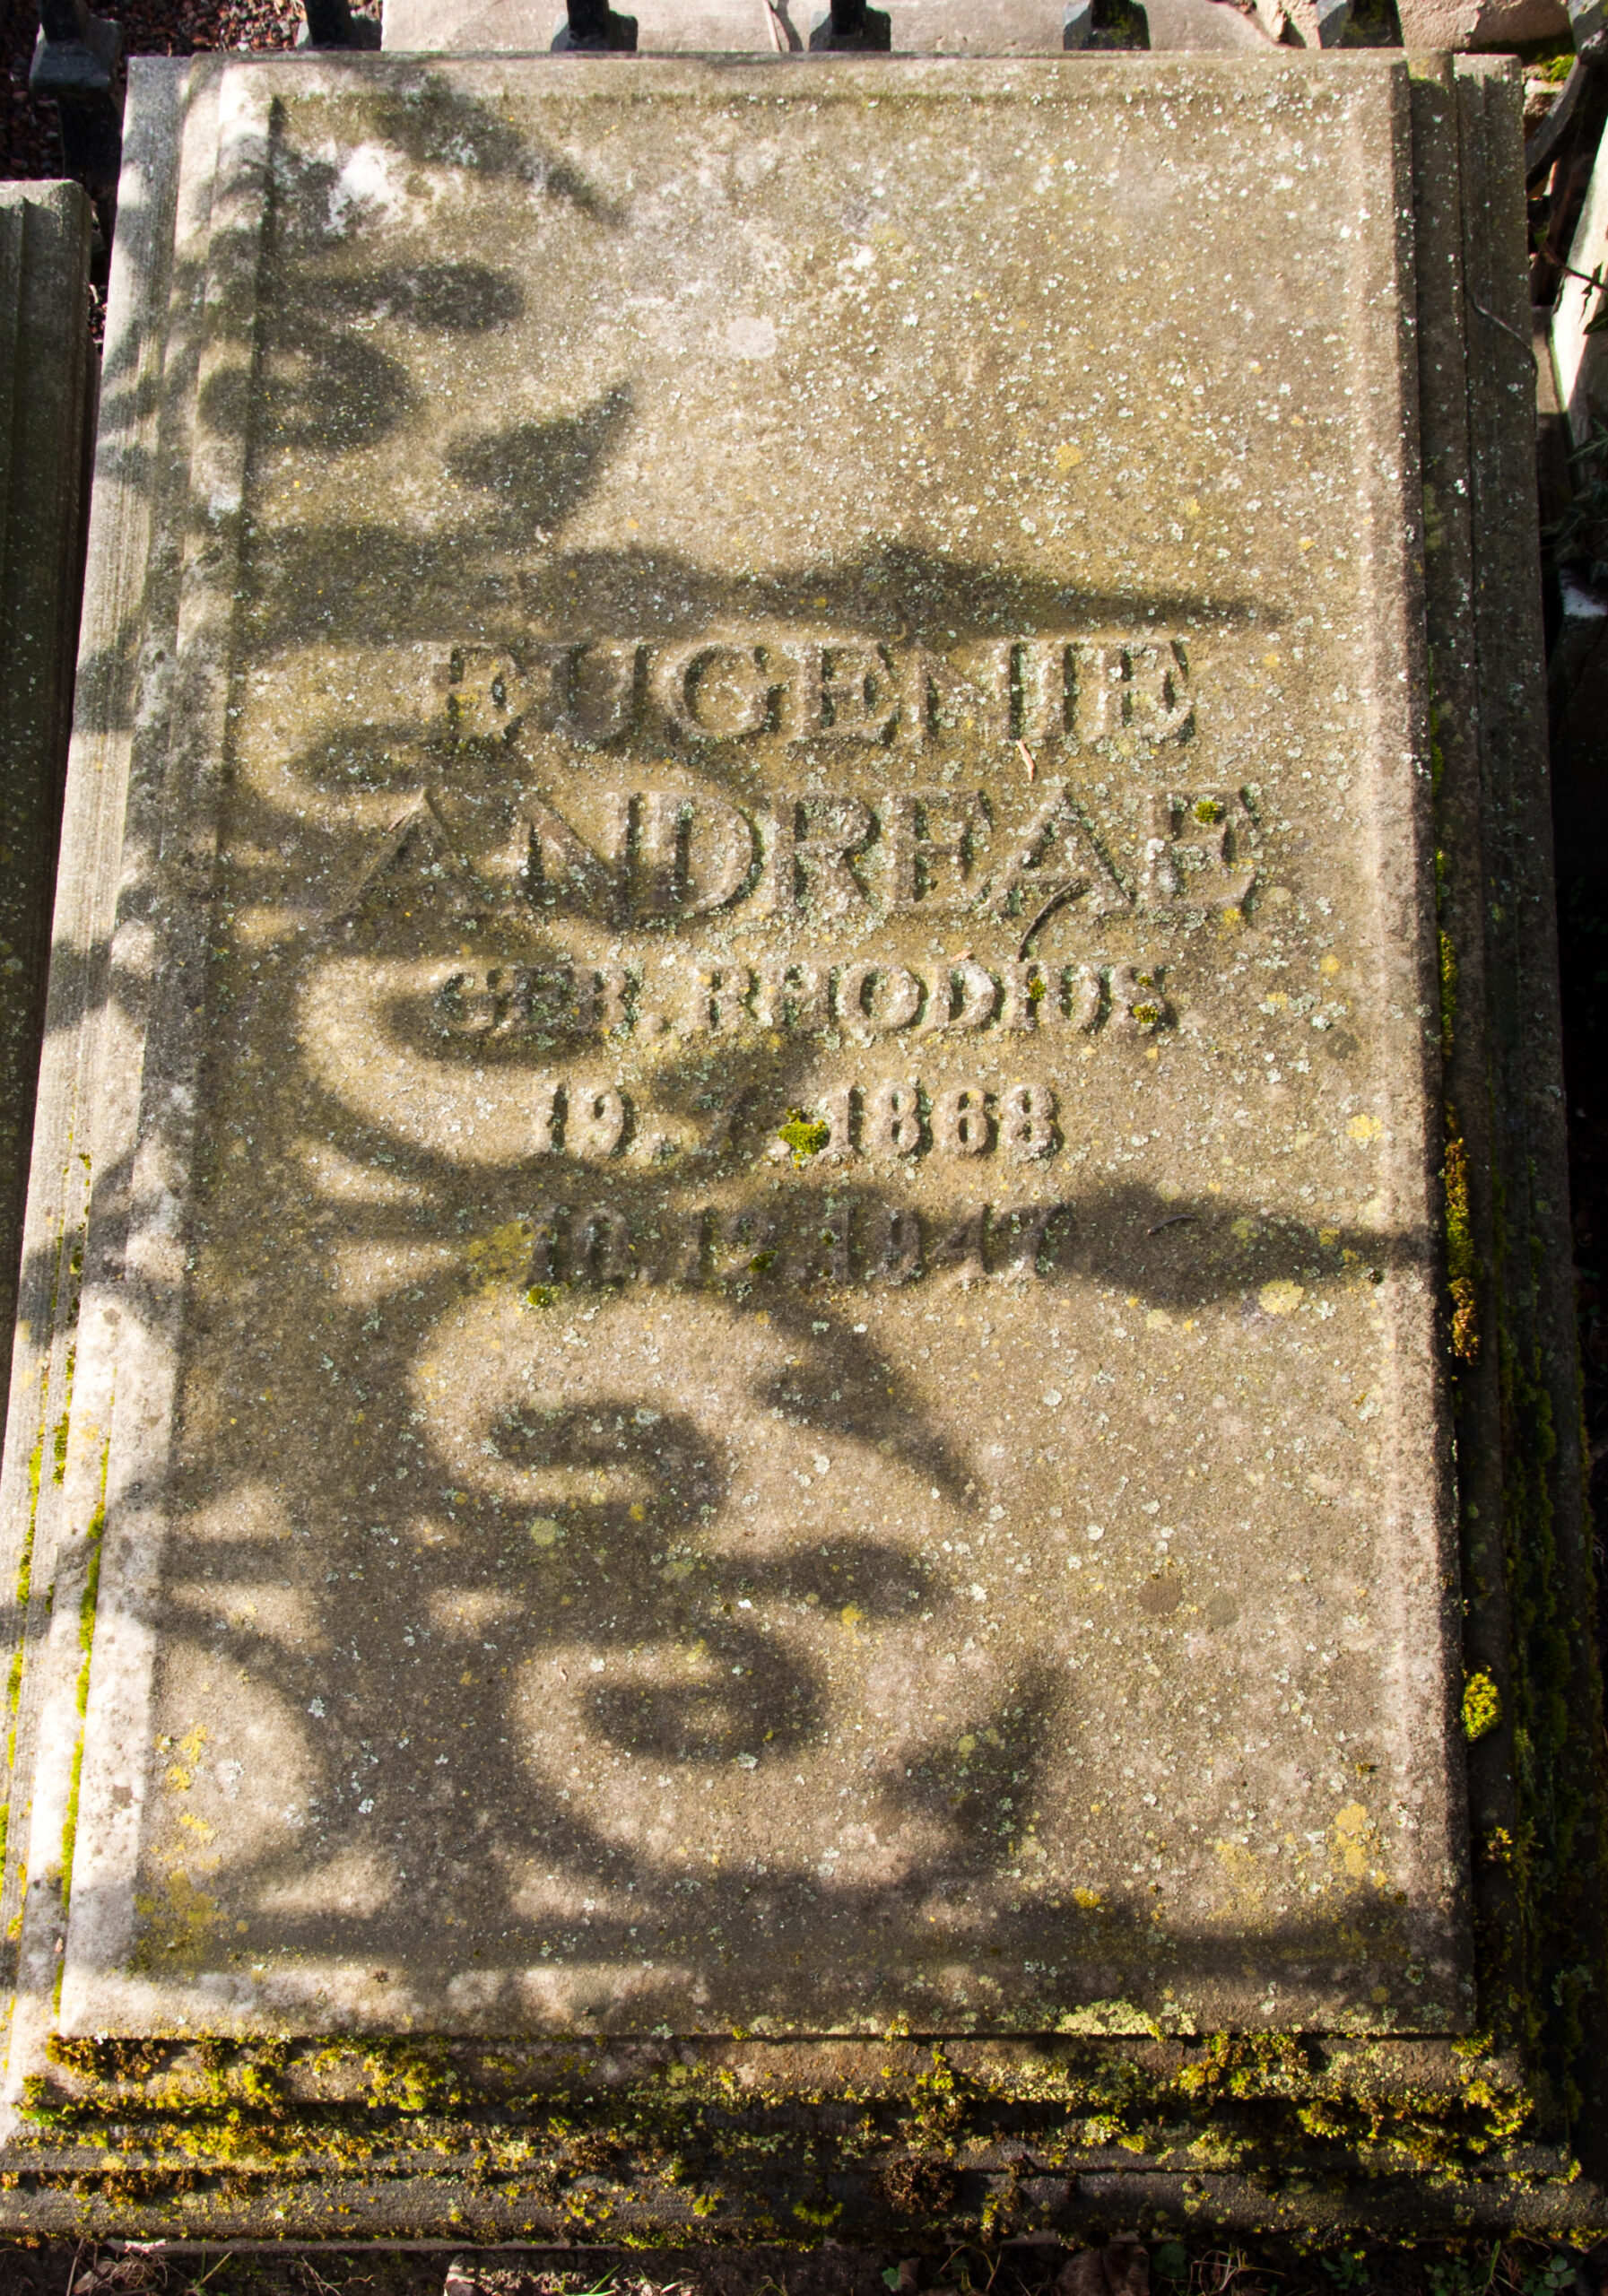 EUGENIE
ANDREAE
GEB. RHODIUS
19. 7. 1868
10. 12. 1947